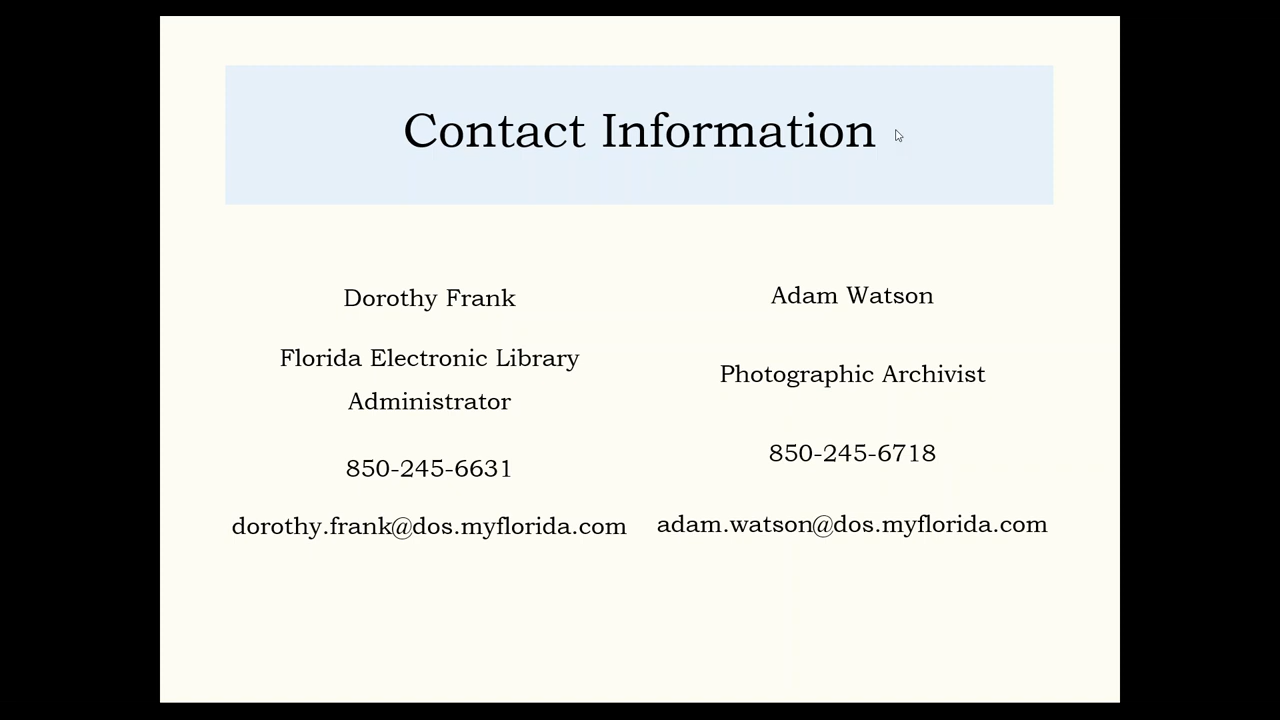 Contact Information
Dorothy Frank
Florida Electronic Library
Administrator
850-245-6631
dorothy.frank@dos.myflorida.com
Adam Watson
Photographic Archivist
850-245-6718
adam.watson@dos.myflorida.com